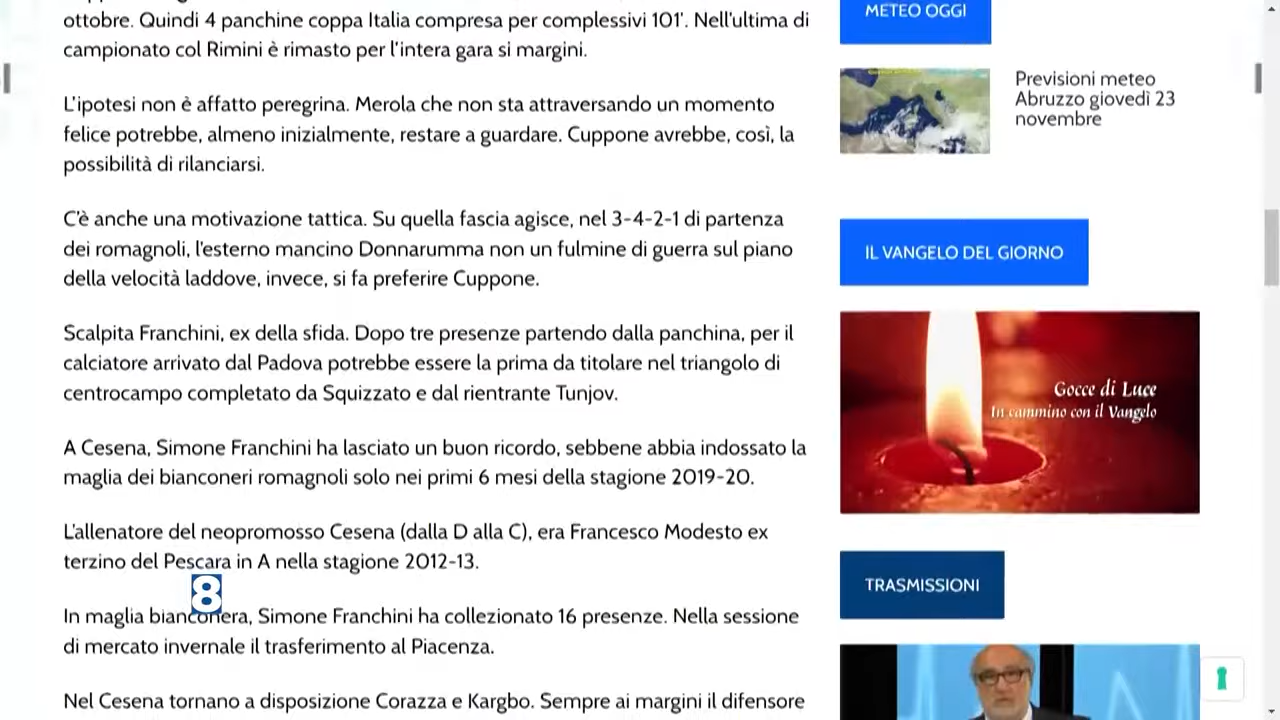 ottobre. Quindi 4 panchine coppa Italia compresa per complessivi 101'. Nell'ultima di
campionato col Rimini è rimasto per l'intera gara si margini.
L'ipotesi non è affatto peregrina. Merola che non sta attraversando un momento
felice potrebbe, almeno inizialmente, restare a guardare. Cuppone avrebbe, così, la
possibilità di rilanciarsi.
C'è anche una motivazione tattica. Su quella fascia agisce, nel 3-4-2-1 di partenza
dei romagnoli, l'esterno mancino Donnarumma non un fulmine di guerra sul piano
della velocità laddove, invece, si fa preferire Cuppone.
Scalpita Franchini, ex della sfida. Dopo tre presenze partendo dalla panchina, per il
calciatore arrivato dal Padova potrebbe essere la prima da titolare nel triangolo di
centrocampo completato da Squizzato e dal rientrante Tunjov.
A Cesena, Simone Franchini ha lasciato un buon ricordo, sebbene abbia indossato la
maglia dei bianconeri romagnoli solo nei primi 6 mesi della stagione 2019-20.
L'allenatore del neopromosso Cesena (dalla D alla C), era Francesco Modesto ex
terzino del Pescara in A nella stagione 2012-13.
8
In maglia bianconera, Simone Franchini ha collezionato 16 presenze. Nella sessione
di mercato invernale il trasferimento al Piacenza.
Nel Cesena tornano a disposizione Corazza e Kargbo. Sempre ai margini il difensore
METEO OGGI
Previsioni meteo
Abruzzo giovedì 23
novembre
IL VANGELO DEL GIORNO
Gocce di Luce
In cammino con il Vangelo
TRASMISSIONI